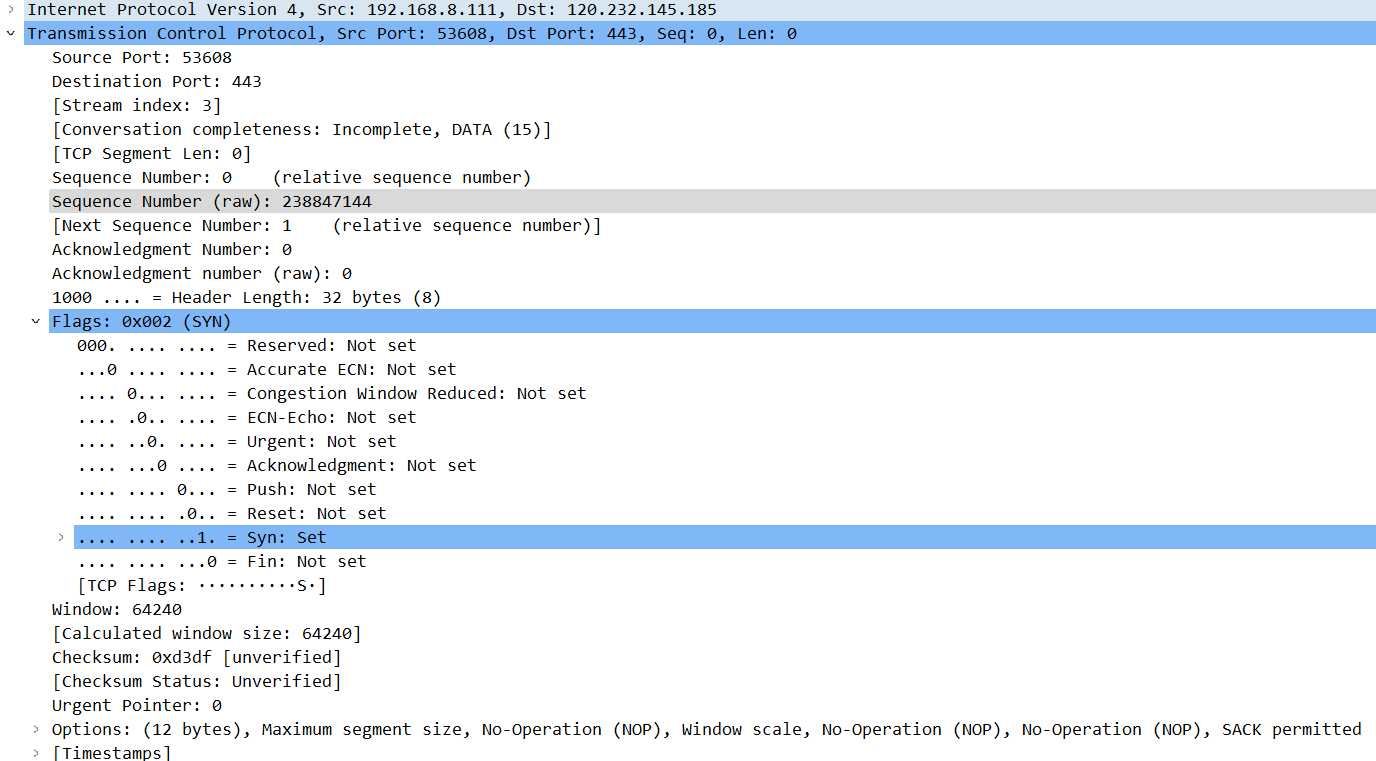 Internet Protocol Version 4, Src: 192.168.8.111, Dst: 120.232.145.185
Transmission Control Protocol, Src Port: 53608, Dst Port: 443, Seq: 0, Len: 0
Source Port: 53608
Destination Port: 443
[Stream index: 3]
[Conversation completeness: Incomplete, DATA (15)]
[TCP Segment Len: 0]
Sequence Number: 0    (relative sequence number)
Sequence Number (raw): 238847144
[Next Sequence Number: 1    (relative sequence number)]
Acknowledgment Number: 0
Acknowledgment number (raw): 0
1000 .... = Header Length: 32 bytes (8)
Flags: 0x002 (SYN)
000. .... .... = Reserved: Not set
...0 .... .... = Accurate ECN: Not set
.... 0... .... = Congestion Window Reduced: Not set
.... .0.. .... = ECN-Echo: Not set
.... ..0. .... = Urgent: Not set
.... ...0 .... = Acknowledgment: Not set
.... .... 0... = Push: Not set
.... .... .0.. = Reset: Not set
.... .... ..1. = Syn: Set
.... .... ...0 = Fin: Not set
[TCP Flags: ··········S·]
Window: 64240
[Calculated window size: 64240]
Checksum: 0xd3df [unverified]
[Checksum Status: Unverified]
Urgent Pointer: 0
Options: (12 bytes), Maximum segment size, No-Operation (NOP), Window scale, No-Operation (NOP), No-Operation (NOP), SACK permitted
[Timestamps]